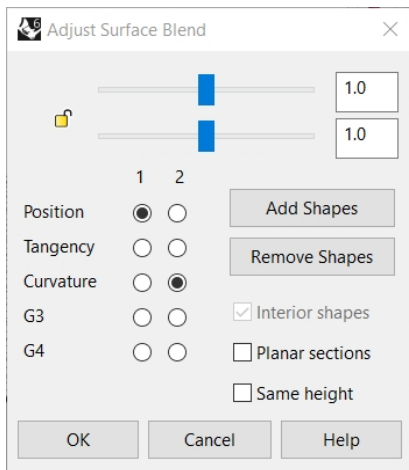 6
Adjust Surface Blend
1.0
1.0
1 2
Position
Add Shapes
Tangency
Remove Shapes
Curvature
G3
Interior shapes
G4
Planar sections
Same height
OK Cancel Help